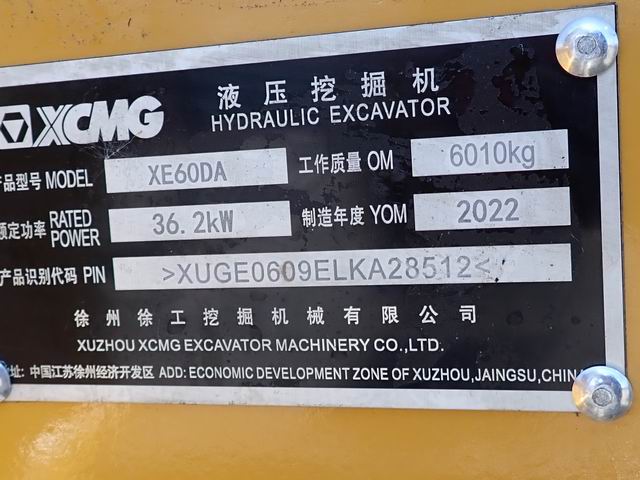 XCMG
液压挖掘机
HYDRAULIC EXCAVATOR
产品型号 MODEL XE60DA 工作质量 OM 6010kg
额定功率 RATED POWER 36.2kW 制造年度 YOM 2022
产品识别代码 PIN >XUGE0609ELKA28512<
徐州徐工挖掘机械有限公司
XUZHOU XCMG EXCAVATOR MACHINERY CO.,LTD.
址: 中国江苏徐州经济开发区 ADD: ECONOMIC DEVELOPMENT ZONE OF XUZHOU,JAINGSU,CHINA